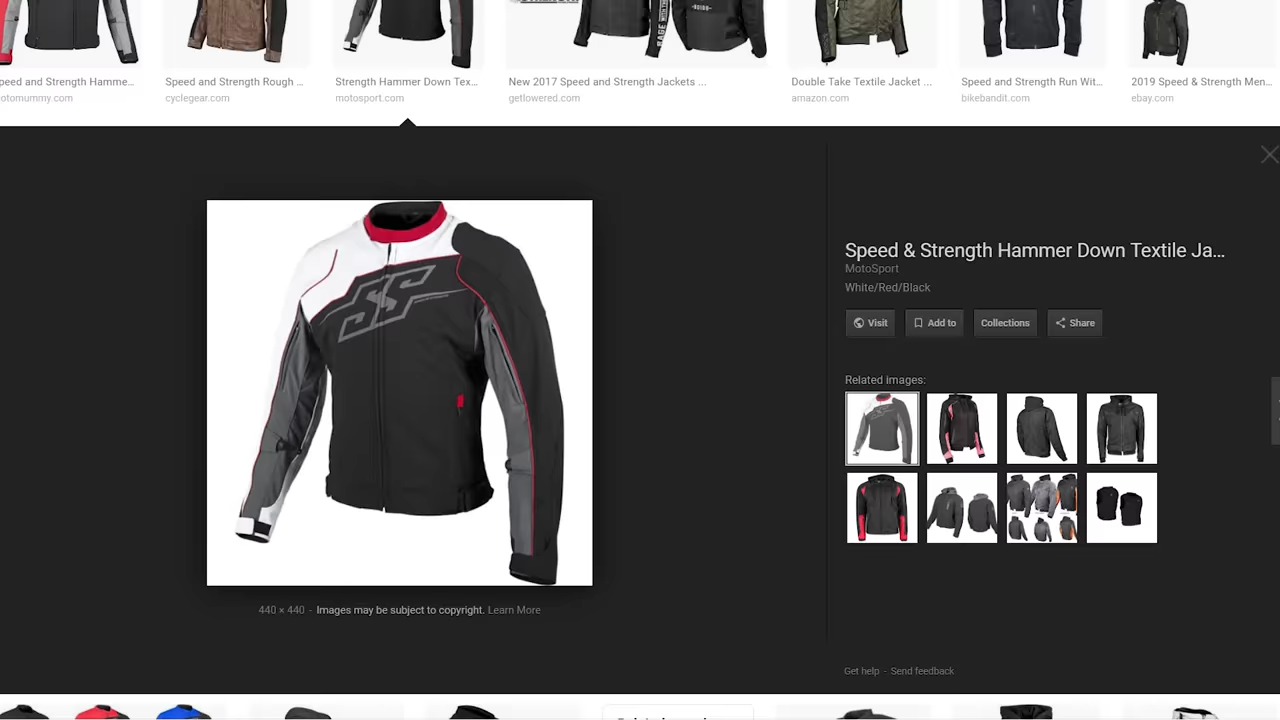 peed and Strength Hamme...
otomummy.com
Speed and Strength Rough ...
cyclegear.com
Strength Hammer Down Tex...
motosport.com
New 2017 Speed and Strength Jackets ...
getlowered.com
Double Take Textile Jacket ...
amazon.com
Speed and Strength Run Wit...
bikebandit.com
2019 Speed & Strength Men...
ebay.com
Speed & Strength Hammer Down Textile Ja...
MotoSport
White/Red/Black
Visit
Add to
Collections
Share
Related images:
SS
440 × 440 - Images may be subject to copyright. Learn More
Get help - Send feedback